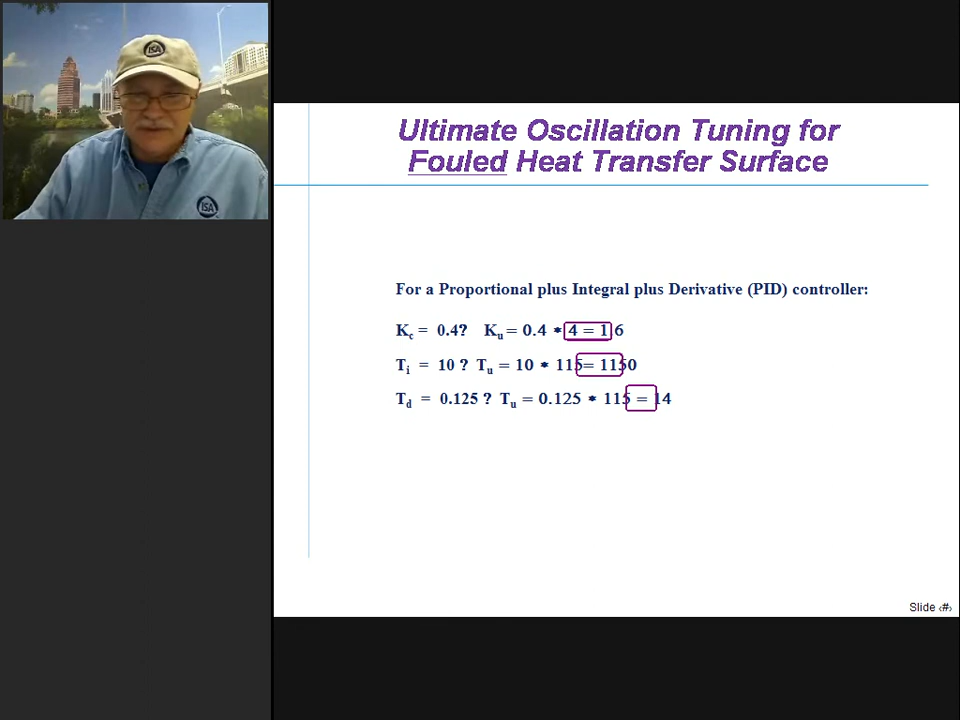 ISA
ISA
Ultimate Oscillation Tuning for
Fouled Heat Transfer Surface
For a Proportional plus Integral plus Derivative (PID) controller:
Kc = 0.4? Ku = 0.4 * 4 = 1.6
Ti = 10 ? Tu = 10 * 115= 1150
Td = 0.125 ? Tu = 0.125 * 115 = 14
Slide ‹#›